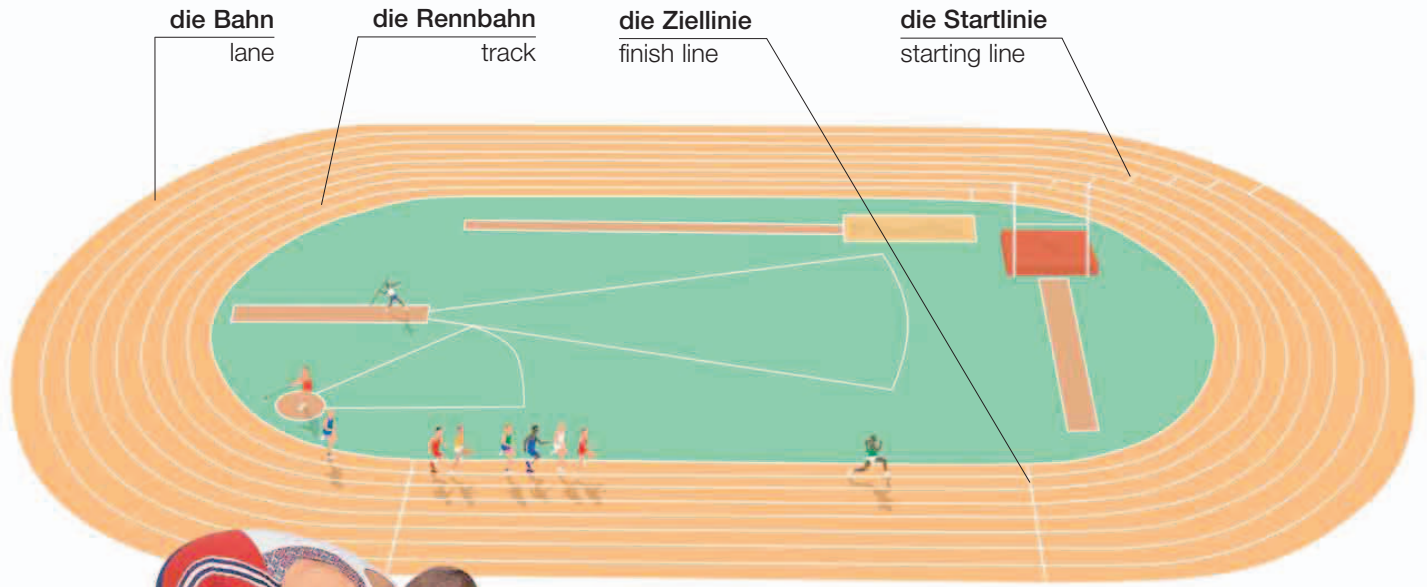 die Bahn
lane
die Rennbahn
track
die Ziellinie
finish line
die Startlinie
starting line